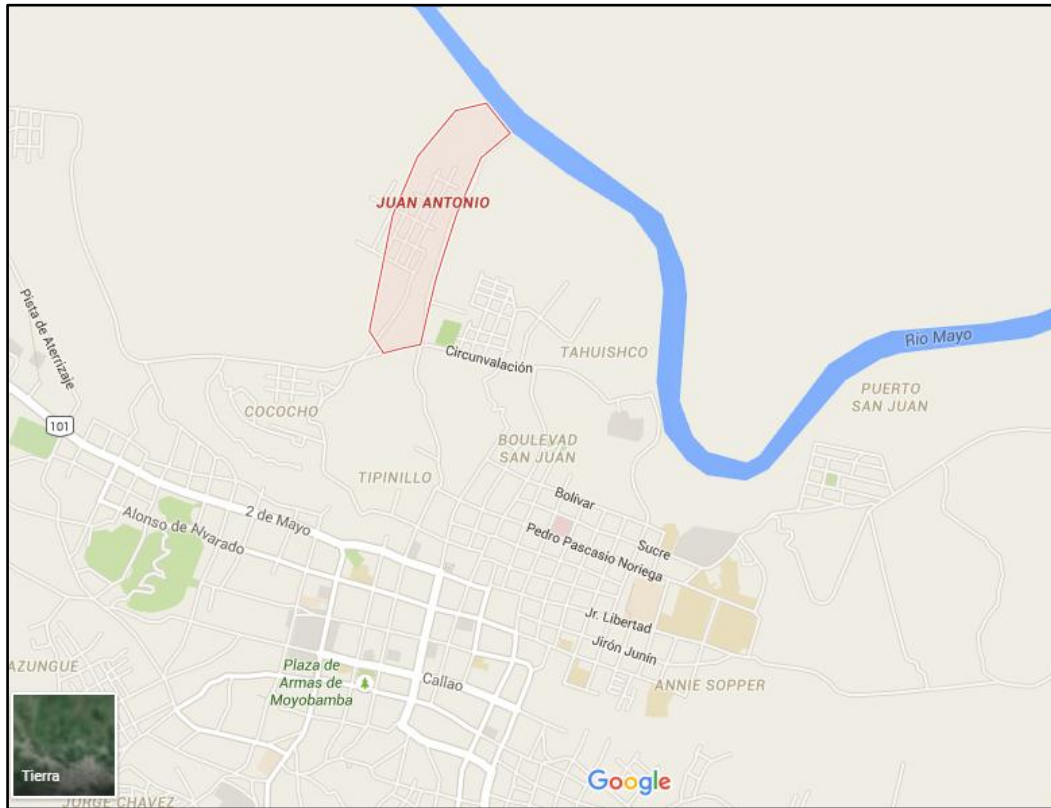 JUAN ANTONIO
Pista de Aterrizaje
Circunvalación
TAHUISHCO
Rio Mayo
PUERTO
SAN JUAN
COCOCHO
101
BOULEVAD
SAN JUÁN
TIPINILLO
Bolívar
2 de Mayo
Alonso de Alvarado
Pedro Pascasio Noriega
Sucre
Jr. Libertad
Jirón Junín
AZUNGUE
Plaza de
Armas de
Moyobamba
Callao
ANNIE SOPPER
Tierra
Google
JORGE CHAVEZ